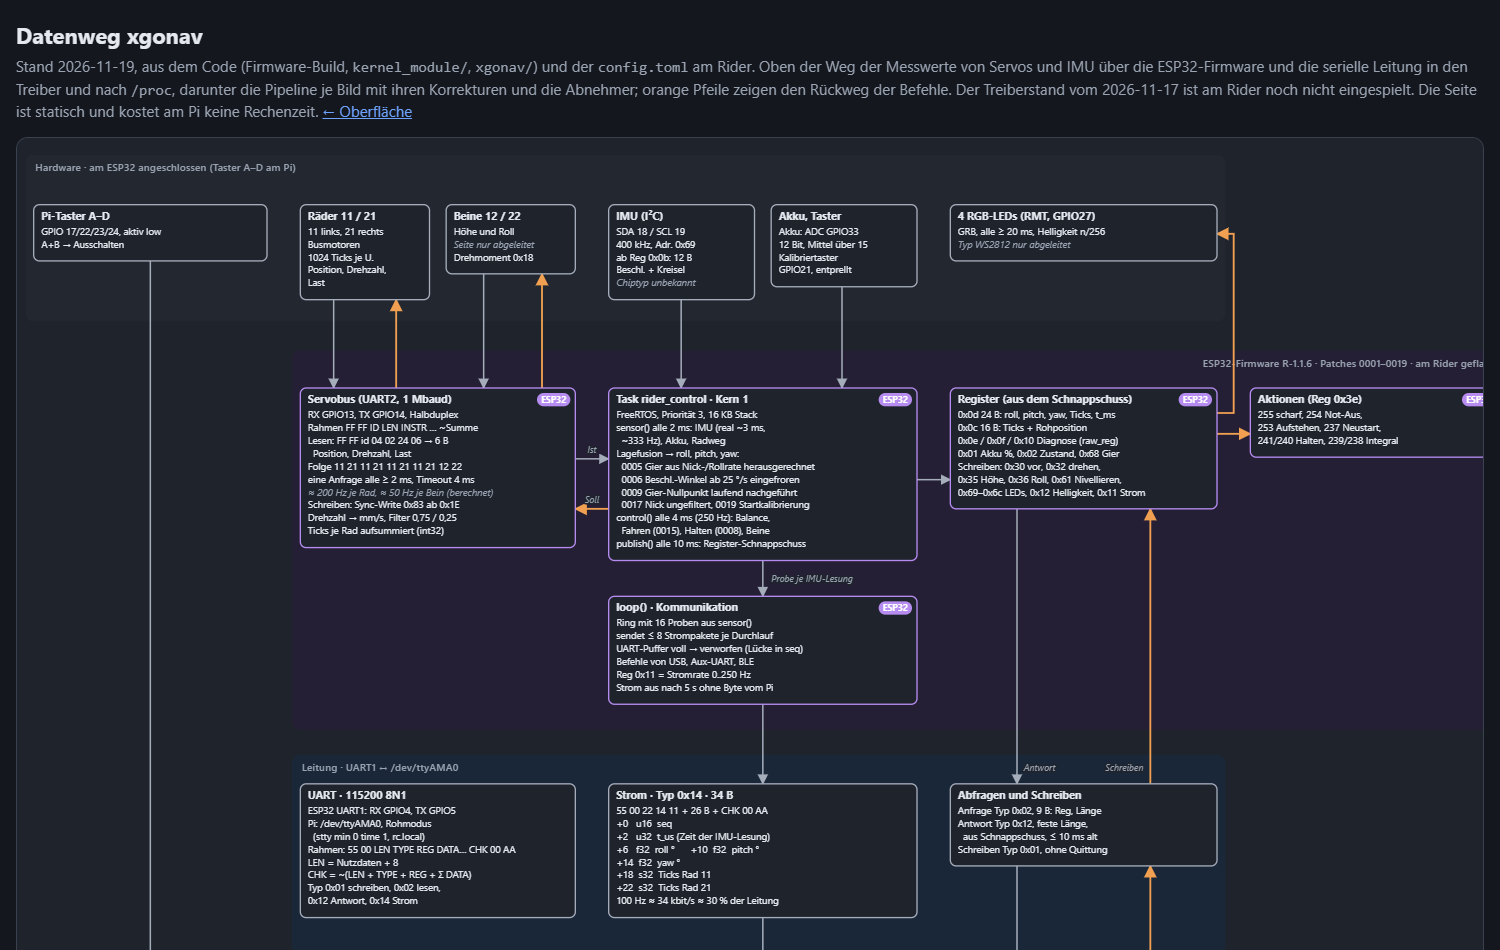 Datenweg xgonav
Stand 2026-11-19, aus dem Code (Firmware-Build, kernel_module/, xgonav/) und der config.toml am Rider. Oben der Weg der Messwerte von Servos und IMU über die ESP32-Firmware und die serielle Leitung in den
Treiber und nach /proc, darunter die Pipeline je Bild mit ihren Korrekturen und die Abnehmer; orange Pfeile zeigen den Rückweg der Befehle. Der Treiberstand vom 2026-11-17 ist am Rider noch nicht eingespielt. Die Seite
ist statisch und kostet am Pi keine Rechenzeit. ← Oberfläche
Hardware · am ESP32 angeschlossen (Taster A–D am Pi)
Pi-Taster A–D
GPIO 17/22/23/24, aktiv low
A+B → Ausschalten
Räder 11 / 21
11 links, 21 rechts
Busmotoren
1024 Ticks je U.
Position, Drehzahl,
Last
Beine 12 / 22
Höhe und Roll
Seite nur abgeleitet
Drehmoment 0x18
IMU (I²C)
SDA 18 / SCL 19
400 kHz, Adr. 0x69
ab Reg 0x0b: 12 B
Beschl. + Kreisel
Chiptyp unbekannt
Akku, Taster
Akku: ADC GPIO33
12 Bit, Mittel über 15
Kalibriertaster
GPIO21, entprellt
4 RGB-LEDs (RMT, GPIO27)
GRB, alle ≥ 20 ms, Helligkeit n/256
Typ WS2812 nur abgeleitet
ESP32-Firmware R-1.1.6 · Patches 0001–0019 · am Rider gefla
Servobus (UART2, 1 Mbaud)
ESP32
RX GPIO13, TX GPIO14, Halbduplex
Rahmen FF FF ID LEN INSTR … ~Summe
Lesen: FF FF id 04 02 24 06 → 6 B
Position, Drehzahl, Last
Folge 11 21 11 21 11 21 11 21 12 22
eine Anfrage alle ≥ 2 ms, Timeout 4 ms
≈ 200 Hz je Rad, ≈ 50 Hz je Bein (berechnet)
Schreiben: Sync-Write 0x83 ab 0x1E
Drehzahl → mm/s, Filter 0,75 / 0,25
Ticks je Rad aufsummiert (int32)
Ist
Soll
Task rider_control · Kern 1
ESP32
FreeRTOS, Priorität 3, 16 KB Stack
sensor() alle 2 ms: IMU (real ~3 ms,
~333 Hz), Akku, Radweg
Lagefusion → roll, pitch, yaw:
0005 Gier aus Nick-/Rollrate herausgerechnet
0006 Beschl.-Winkel ab 25 °/s eingefroren
0009 Gier-Nullpunkt laufend nachgeführt
0017 Nick ungefiltert, 0019 Startkalibrierung
control() alle 4 ms (250 Hz): Balance,
Fahren (0015), Halten (0008), Beine
publish() alle 10 ms: Register-Schnappschuss
Register (aus dem Schnappschuss)
ESP32
0x0d 24 B: roll, pitch, yaw, Ticks, t_ms
0x0c 16 B: Ticks + Rohposition
0x0e / 0x0f / 0x10 Diagnose (raw_reg)
0x01 Akku %, 0x02 Zustand, 0x68 Gier
Schreiben: 0x30 vor, 0x32 drehen,
0x35 Höhe, 0x36 Roll, 0x61 Nivellieren,
0x69–0x6c LEDs, 0x12 Helligkeit, 0x11 Strom
Aktionen (Reg 0x3e)
ESP3
255 scharf, 254 Not-Aus,
253 Aufstehen, 237 Neustart,
241/240 Halten, 239/238 Integral
Probe je IMU-Lesung
loop() · Kommunikation
ESP32
Ring mit 16 Proben aus sensor()
sendet ≤ 8 Strompakete je Durchlauf
UART-Puffer voll → verworfen (Lücke in seq)
Befehle von USB, Aux-UART, BLE
Reg 0x11 = Stromrate 0..250 Hz
Strom aus nach 5 s ohne Byte vom Pi
Leitung · UART1 ↔ /dev/ttyAMA0
Antwort
Schreiben
UART · 115200 8N1
ESP32 UART1: RX GPIO4, TX GPIO5
Pi: /dev/ttyAMA0, Rohmodus
(stty min 0 time 1, rc.local)
Rahmen: 55 00 LEN TYPE REG DATA… CHK 00 AA
LEN = Nutzdaten + 8
CHK = ~(LEN + TYPE + REG + Σ DATA)
Typ 0x01 schreiben, 0x02 lesen,
0x12 Antwort, 0x14 Strom
Strom · Typ 0x14 · 34 B
55 00 22 14 11 + 26 B + CHK 00 AA
+0 u16 seq
+2 u32 t_us (Zeit der IMU-Lesung)
+6 f32 roll ° +10 f32 pitch °
+14 f32 yaw °
+18 s32 Ticks Rad 11
+22 s32 Ticks Rad 21
100 Hz ≈ 34 kbit/s ≈ 30 % der Leitung
Abfragen und Schreiben
Anfrage Typ 0x02, 9 B: Reg, Länge
Antwort Typ 0x12, feste Länge,
aus Schnappschuss, ≤ 10 ms alt
Schreiben Typ 0x01, ohne Quittung